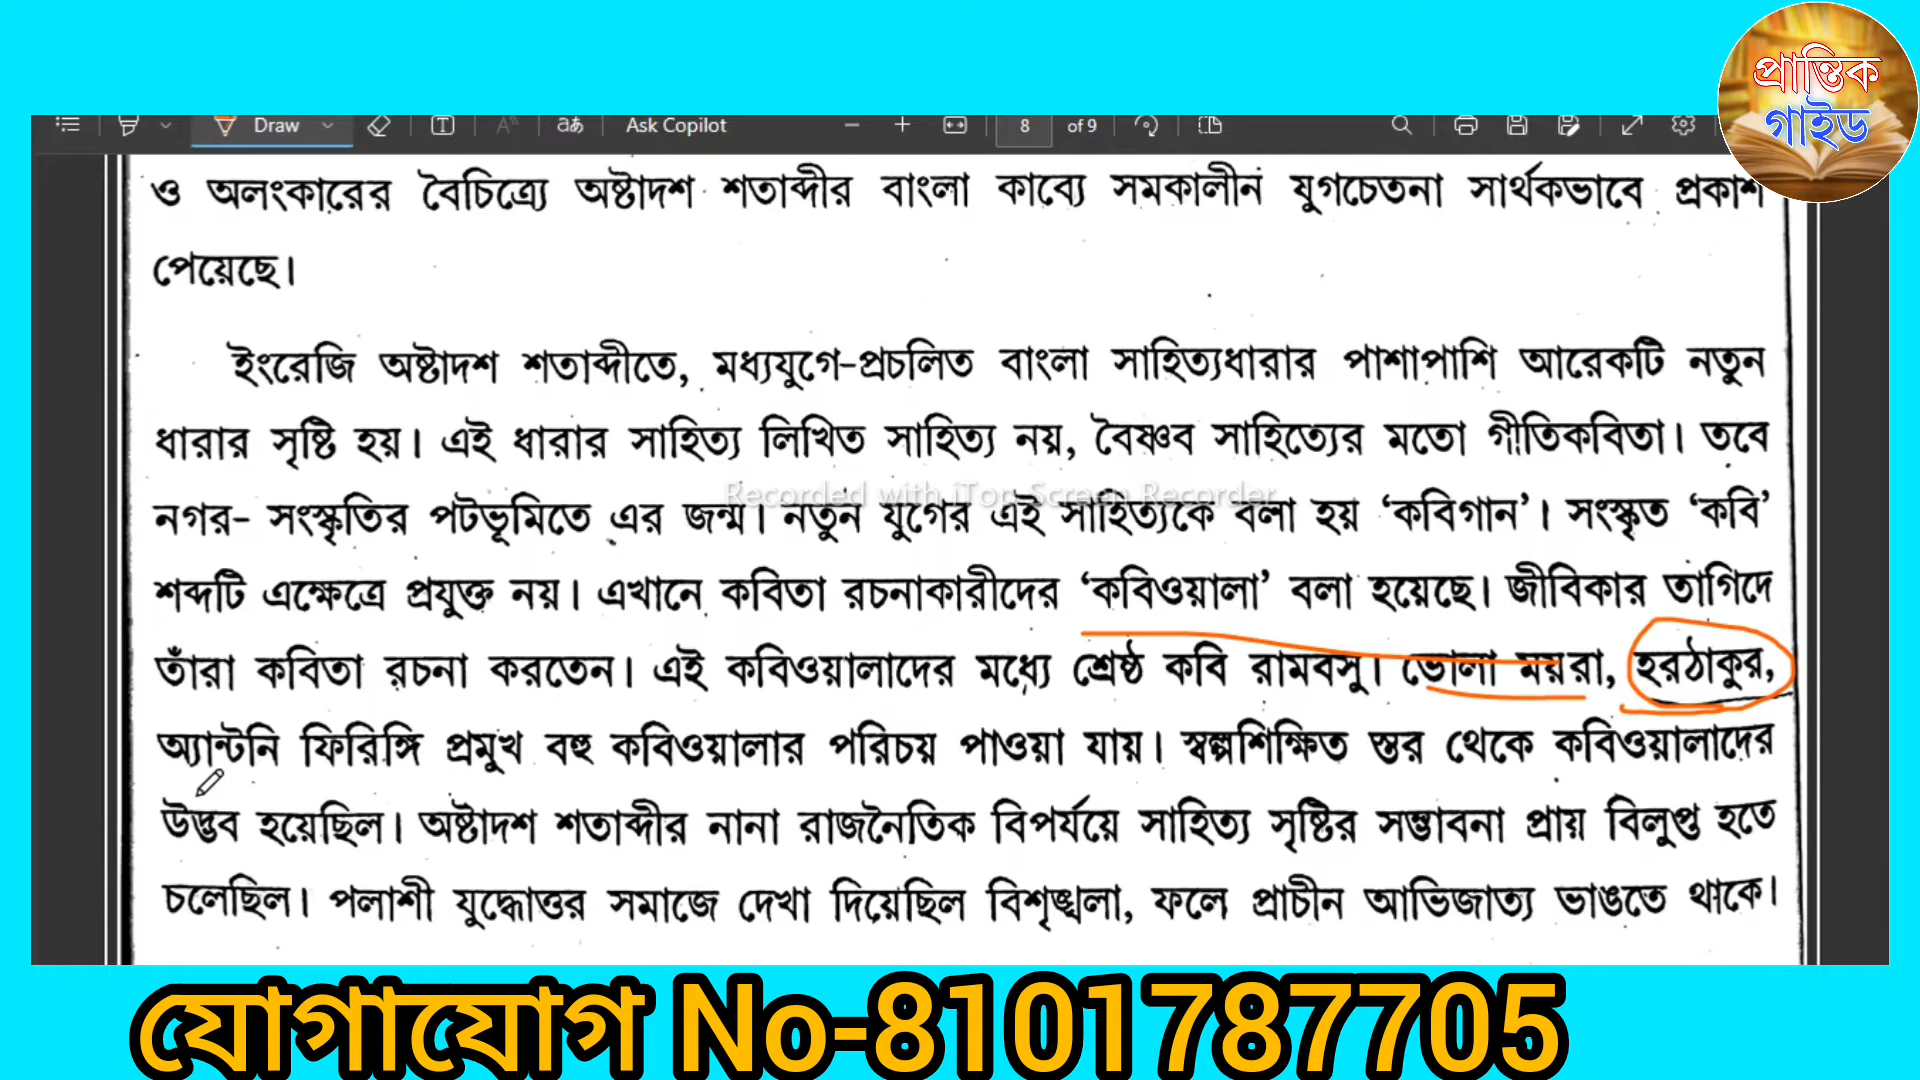 প্রান্তিক
গাইড
Draw
Ask Copilot
8 of 9
ও অলংকারের বৈচিত্র্যে অষ্টাদশ শতাব্দীর বাংলা কাব্যে সমকালীন যুগচেতনা সার্থকভাবে প্রকাশ
পেয়েছে।
ইংরেজি অষ্টাদশ শতাব্দীতে, মধ্যযুগে-প্রচলিত বাংলা সাহিত্যধারার পাশাপাশি আরেকটি নতুন
ধারার সৃষ্টি হয়। এই ধারার সাহিত্য লিখিত সাহিত্য নয়, বৈষ্ণব সাহিত্যের মতো গীতিকবিতা। তবে
Recorded with iTop Screen Recorder
নগর- সংস্কৃতির পটভূমিতে এর জন্ম। নতুন যুগের এই সাহিত্যকে বলা হয় ‘কবিগান’। সংস্কৃত ‘কবি’
শব্দটি এক্ষেত্রে প্রযুক্ত নয়। এখানে কবিতা রচনাকারীদের ‘কবিওয়ালা’ বলা হয়েছে। জীবিকার তাগিদে
তাঁরা কবিতা রচনা করতেন। এই কবিওয়ালাদের মধ্যে শ্রেষ্ঠ কবি রামবসু। ভোলা ময়রা, হরঠাকুর,
অ্যান্টনি ফিরিঙ্গি প্রমুখ বহু কবিওয়ালার পরিচয় পাওয়া যায়। স্বল্পশিক্ষিত স্তর থেকে কবিওয়ালাদের
উদ্ভব হয়েছিল। অষ্টাদশ শতাব্দীর নানা রাজনৈতিক বিপর্যয়ে সাহিত্য সৃষ্টির সম্ভাবনা প্রায় বিলুপ্ত হতে
চলেছিল। পলাশী যুদ্ধোত্তর সমাজে দেখা দিয়েছিল বিশৃঙ্খলা, ফলে প্রাচীন আভিজাত্য ভাঙতে থাকে।
যোগাযোগ No-8101787705